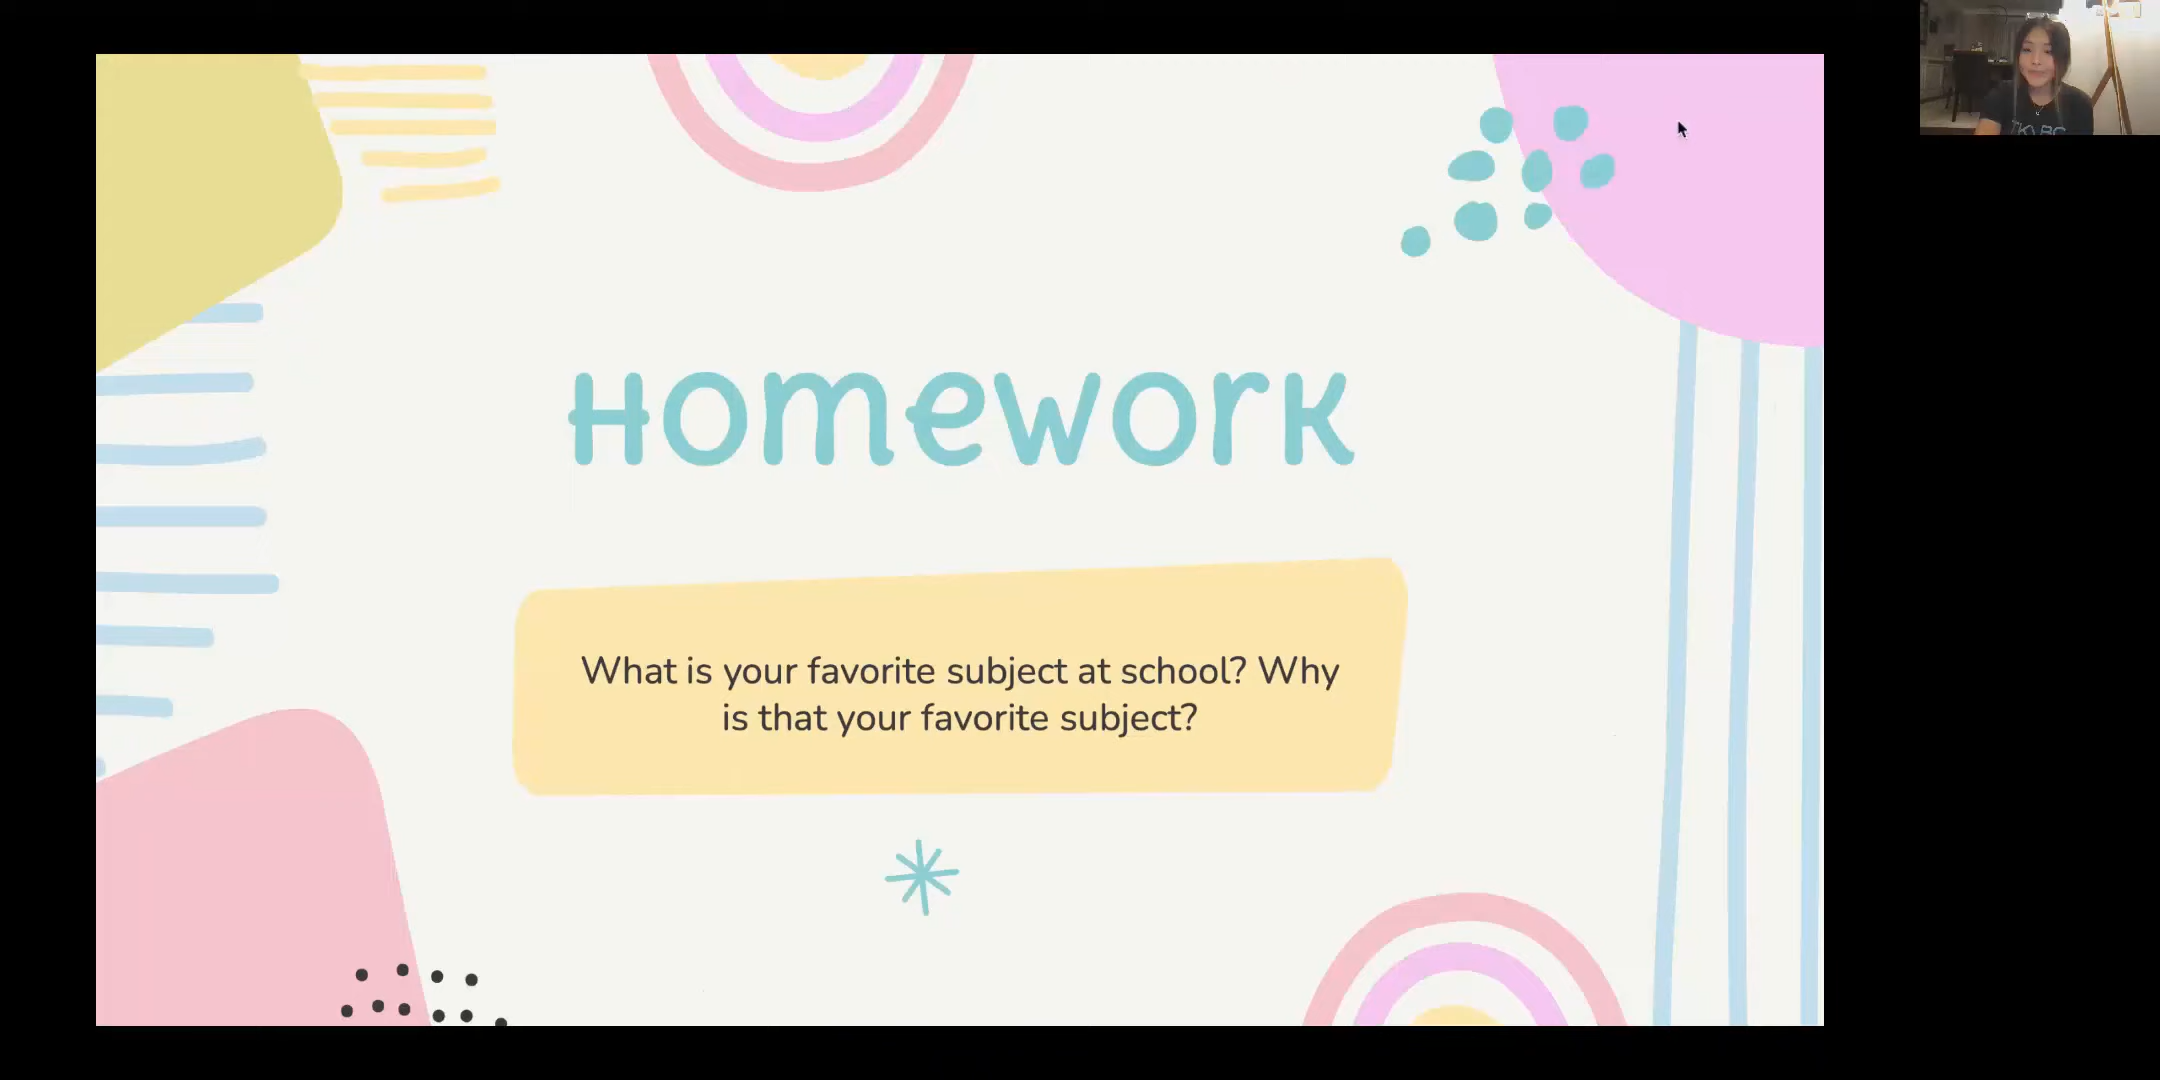 Homework
What is your favorite subject at school? Why
is that your favorite subject?